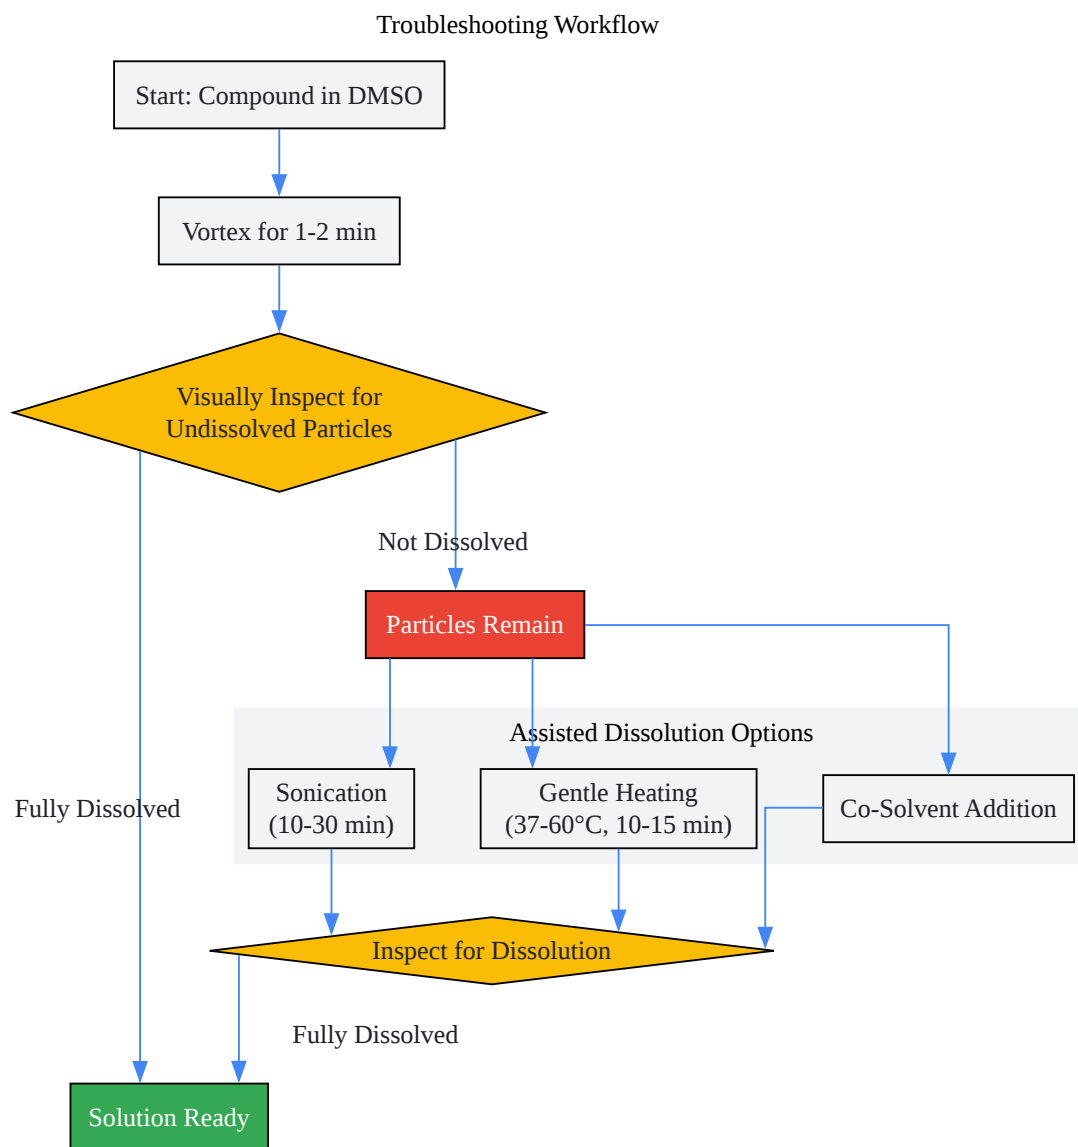 Troubleshooting Workflow
Start: Compound in DMSO
Vortex for 1-2 min
Visually Inspect for
Undissolved Particles
Not Dissolved
Particles Remain
Assisted Dissolution Options
Sonication
(10-30 min)
Gentle Heating
(37-60°C, 10-15 min)
Co-Solvent Addition
Fully Dissolved
Inspect for Dissolution
Fully Dissolved
Solution Ready